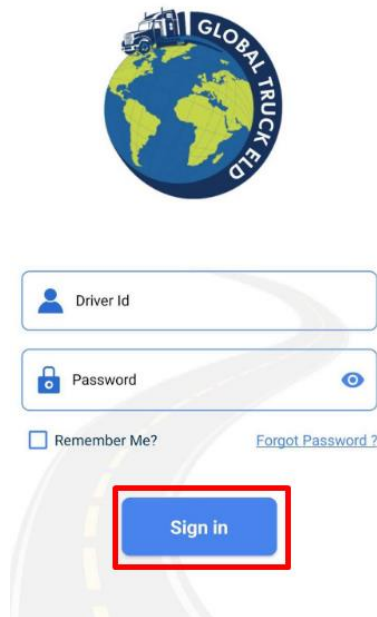 GLOBAL TRUCK ELD
Driver Id
Password
Remember Me? Forgot Password ?
Sign in